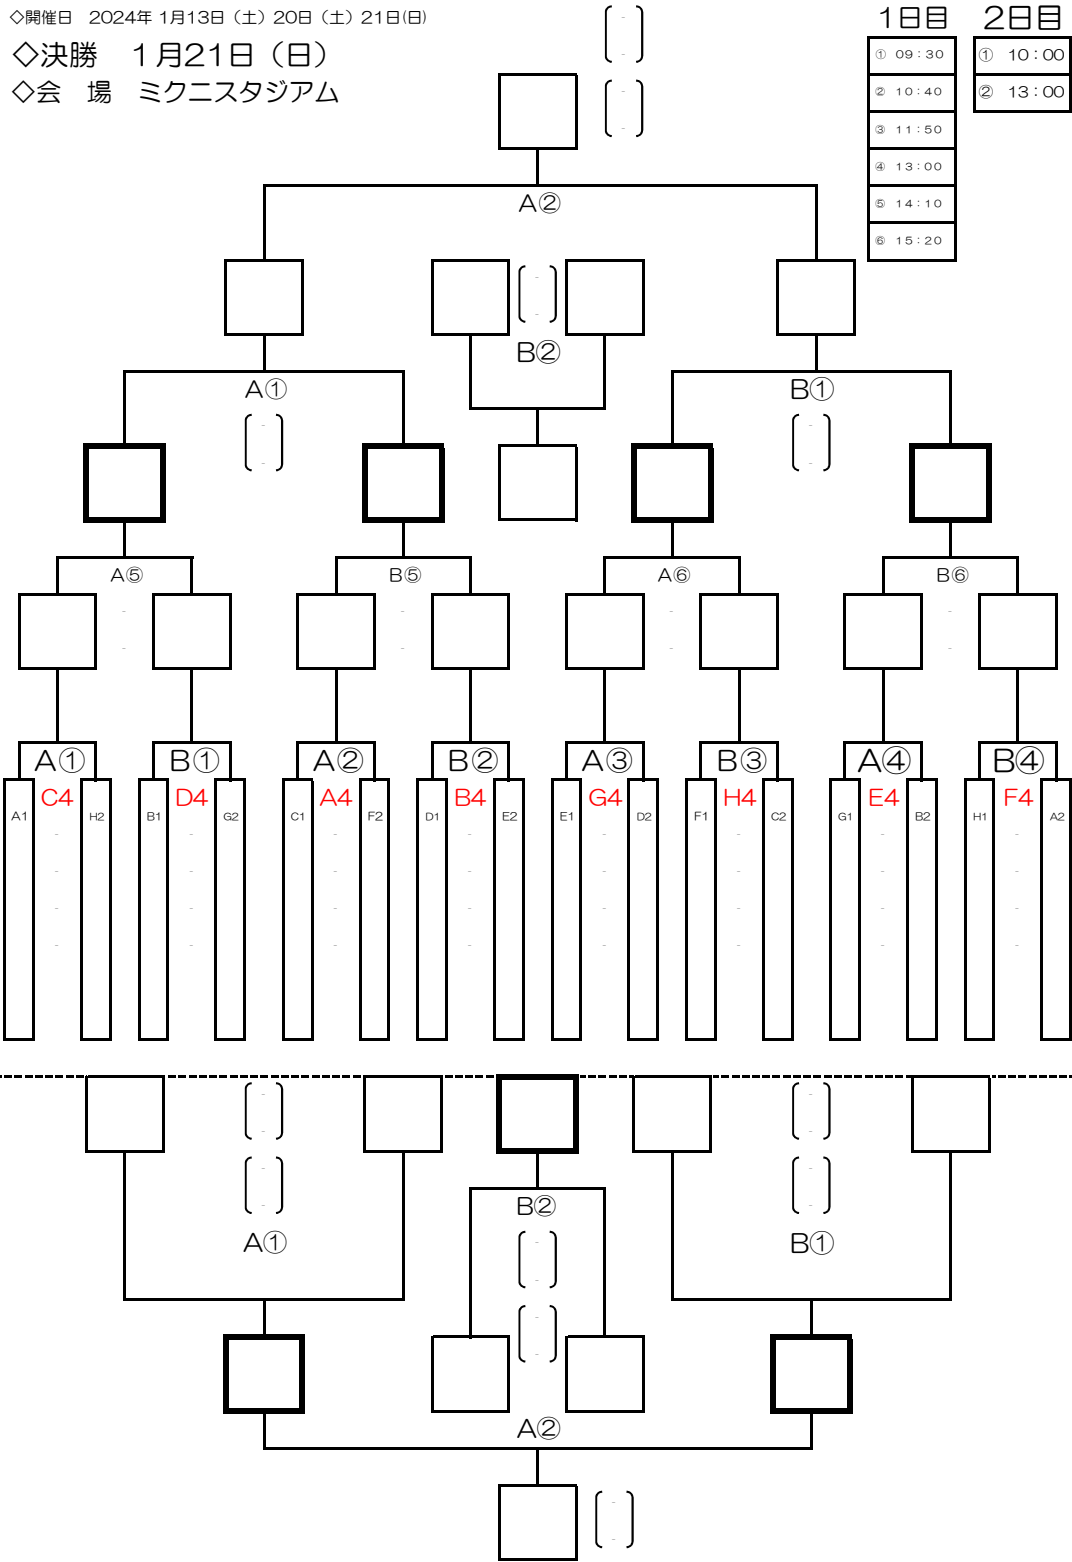 ◇開催日　2024年 1月13日（土）20日（土）21日(日)
◇決勝　１月21日（日）
◇会　場　ミクニスタジアム
1日目
① 09：30
② 10：40
③ 11：50
④ 13：00
⑤ 14：10
⑥ 15：20
2日目
① 10：00
② 13：00
A②
B②
A① B①
A⑤ B⑤ A⑥ B⑥
A① B① A② B② A③ B③ A④ B④
C4 D4 A4 B4 G4 H4 E4 F4
A1 H2 B1 G2 C1 F2 D1 E2 E1 D2 F1 C2 G1 B2 H1 A2
B②
A① B①
A②